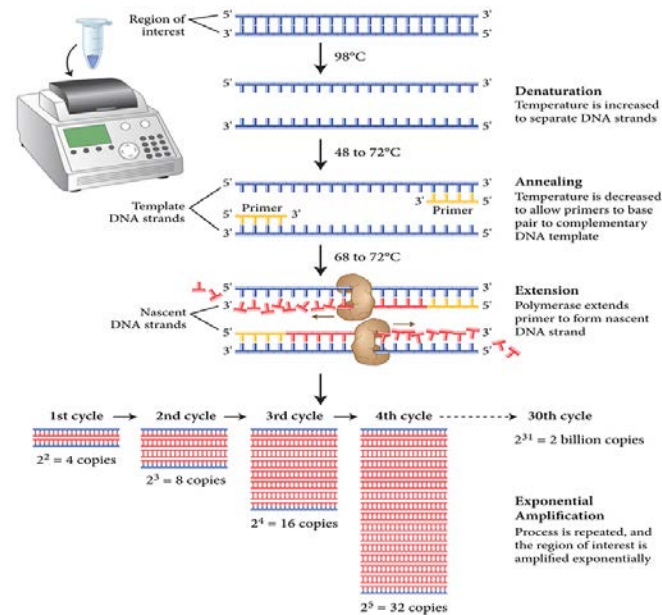 Region of
interest
5'
3'
3'
5'
98°C
5'
3'
3'
5'
Denaturation
Temperature is increased
to separate DNA strands
48 to 72°C
5'
3'
3'
5'
Primer
Template
DNA strands
5'
Primer
3'
3'
5'
Annealing
Temperature is decreased
to allow primers to base
pair to complementary
DNA template
68 to 72°C
5'
3'
3'
5'
Nascent
DNA strands
5'
3'
3'
5'
Extension
Polymerase extends
primer to form nascent
DNA strand
1st cycle
2nd cycle
3rd cycle
4th cycle
30th cycle
2² = 4 copies
2³ = 8 copies
2⁴ = 16 copies
2⁵ = 32 copies
2³¹ = 2 billion copies
Exponential
Amplification
Process is repeated, and
the region of interest is
amplified exponentially